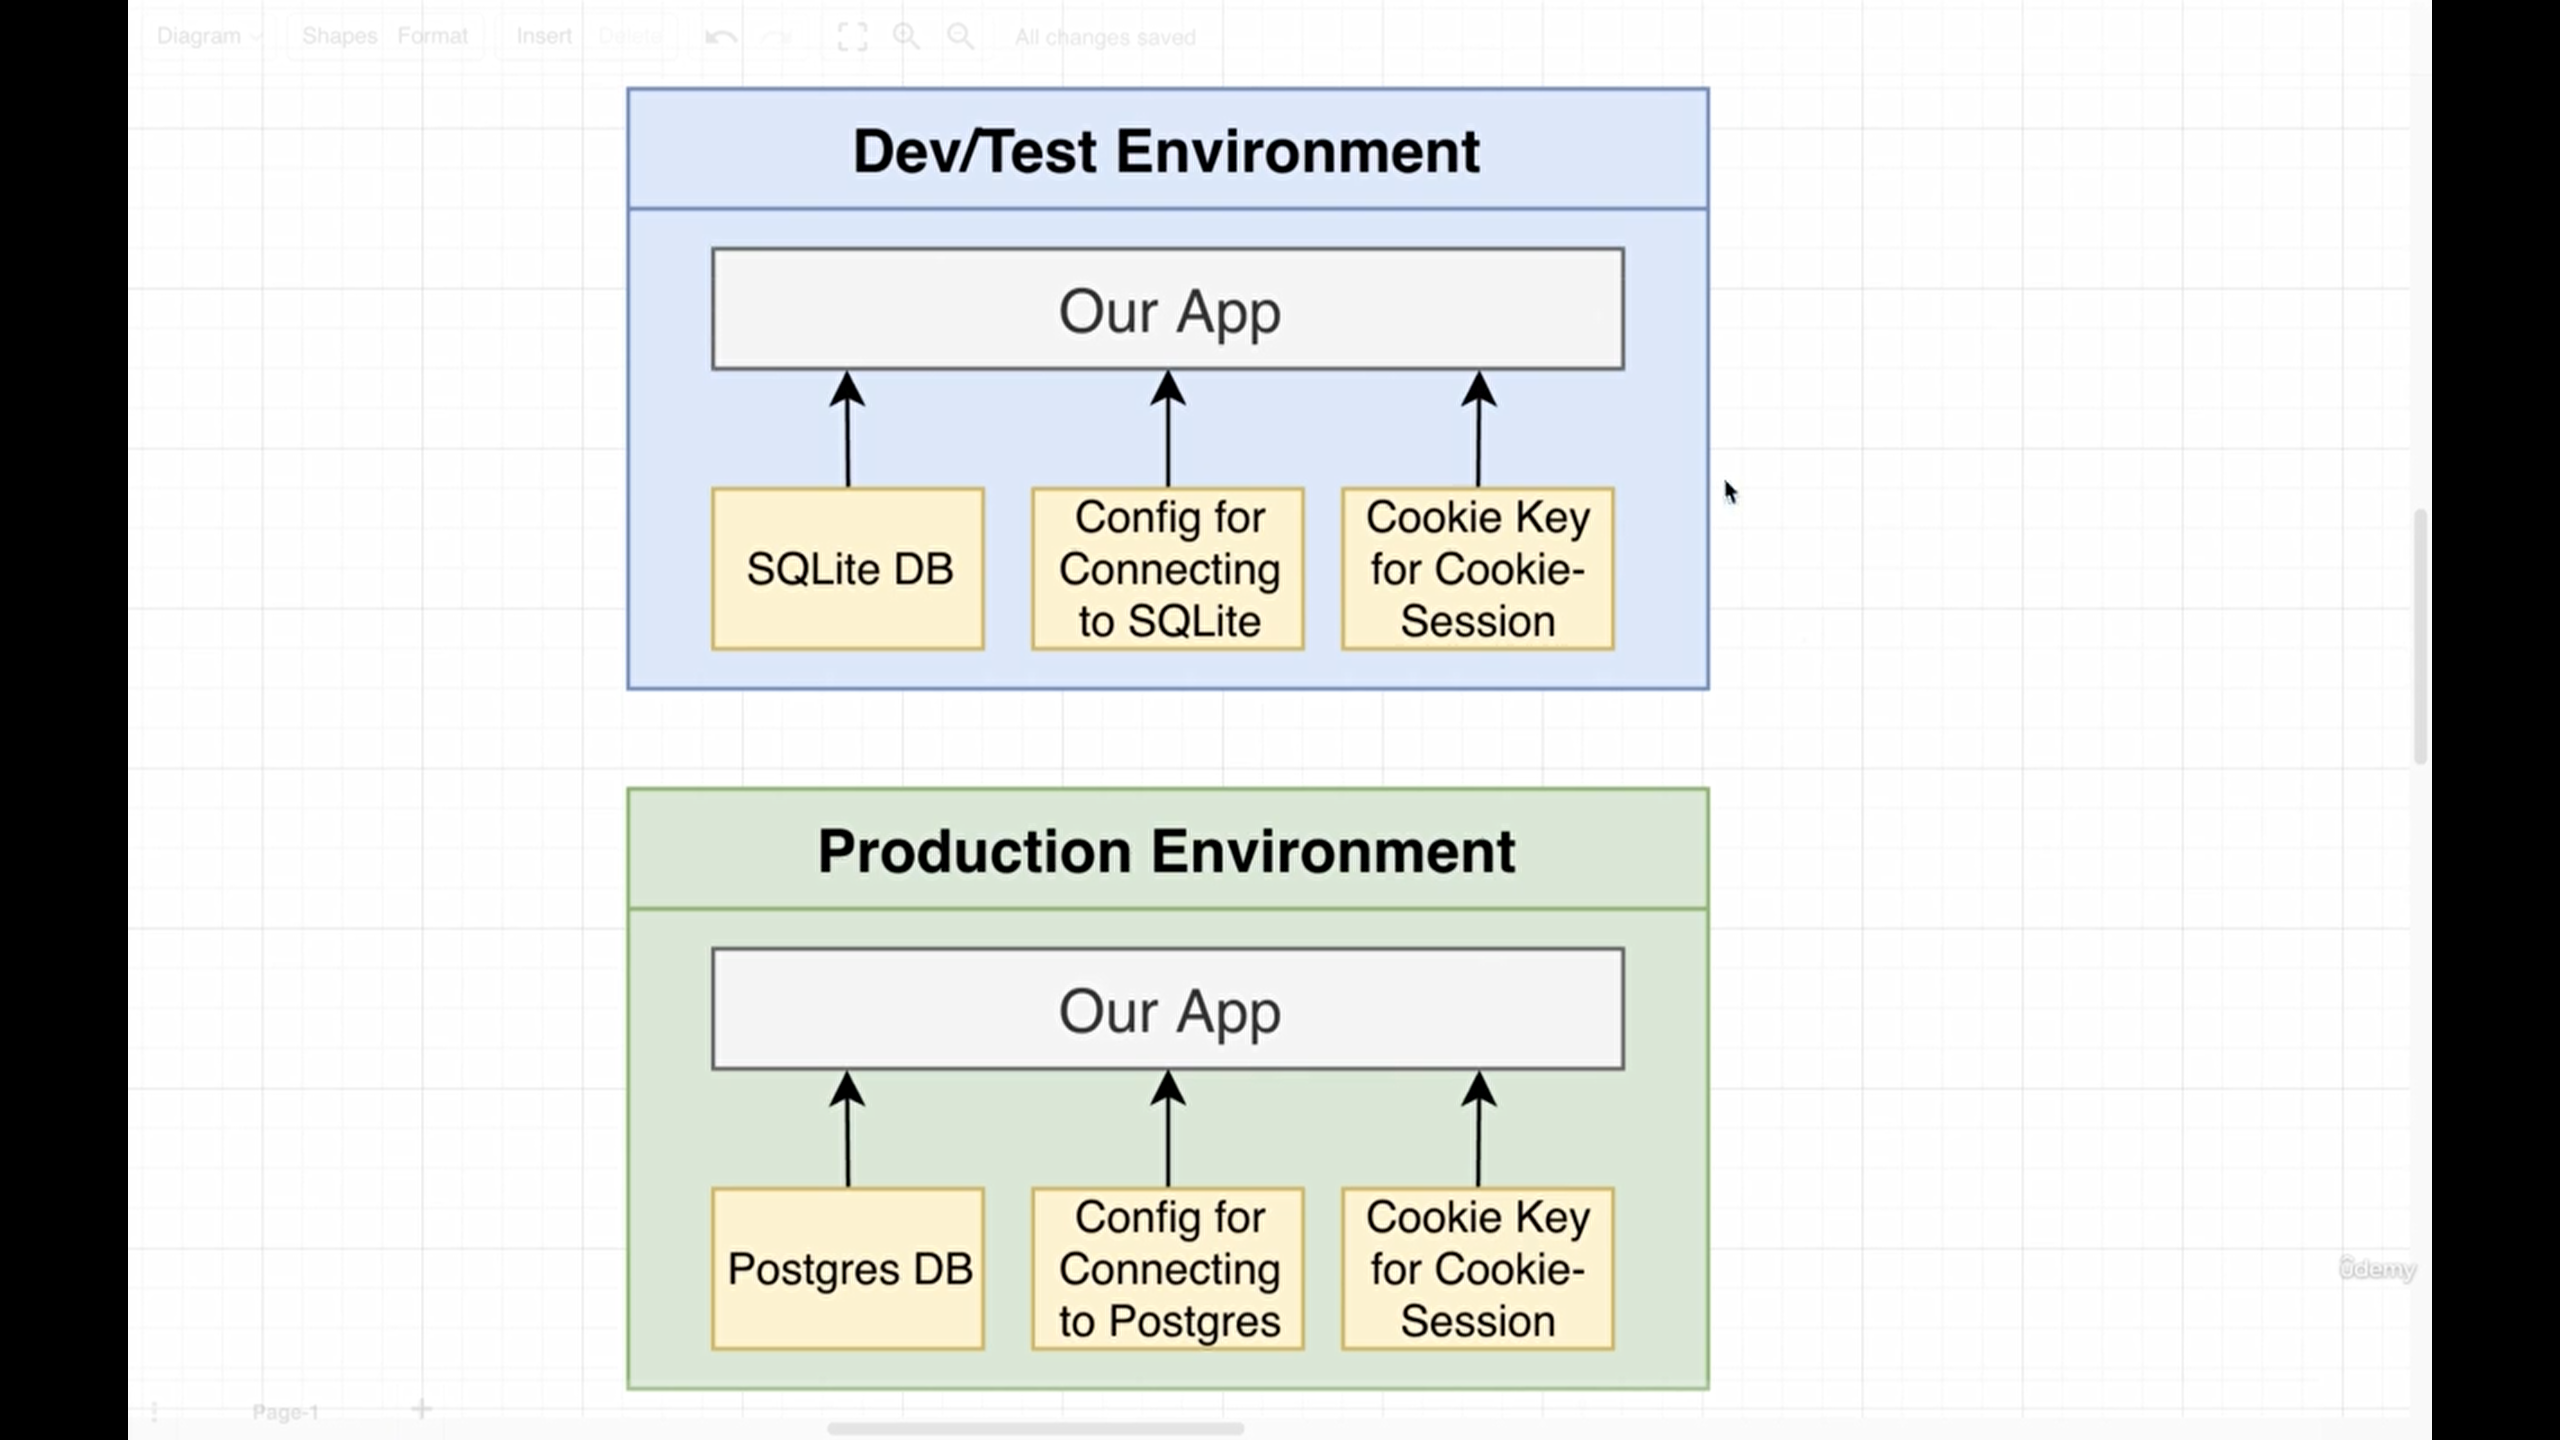 Diagram Shapes Format Insert Delete All changes saved
Dev/Test Environment
Our App
SQLite DB
Config for
Connecting
to SQLite
Cookie Key
for Cookie-
Session
Production Environment
Our App
Postgres DB
Config for
Connecting
to Postgres
Cookie Key
for Cookie-
Session
ûdemy
Page-1